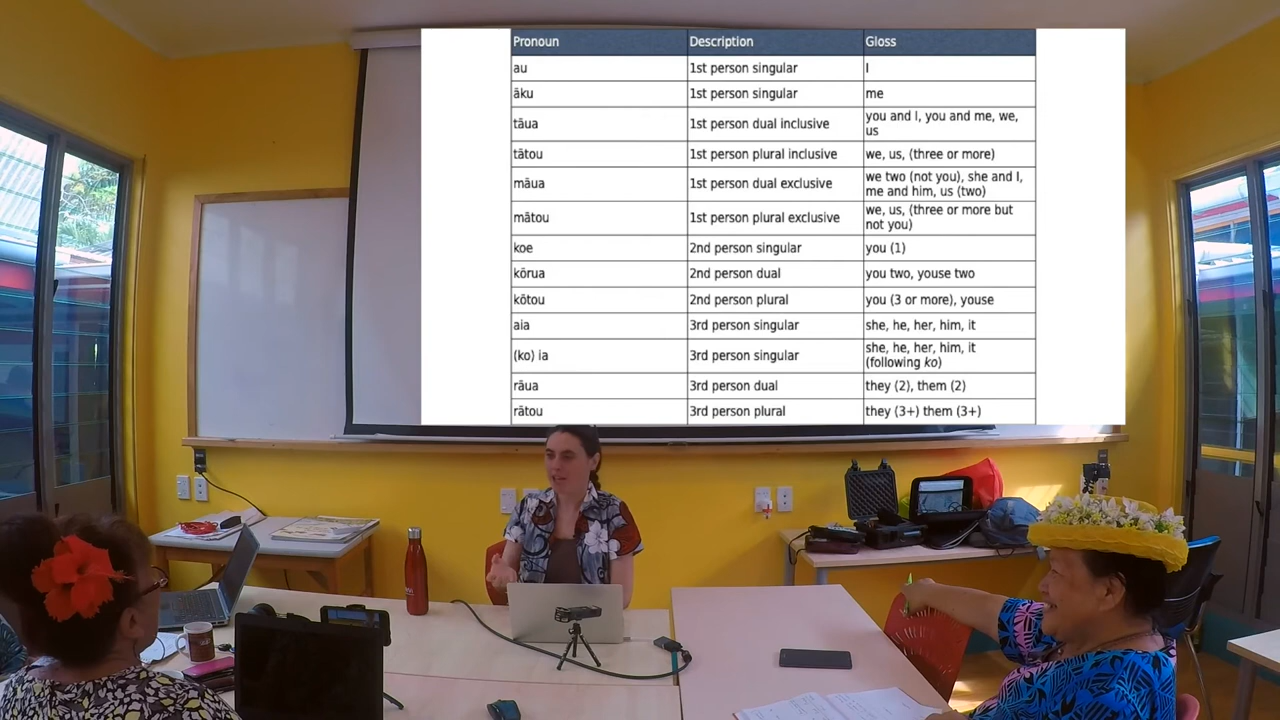 Pronoun Description Gloss
au 1st person singular I
āku 1st person singular me
tāua 1st person dual inclusive you and I, you and me, we,
us
tātou 1st person plural inclusive we, us, (three or more)
māua 1st person dual exclusive we two (not you), she and I,
me and him, us (two)
mātou 1st person plural exclusive we, us, (three or more but
not you)
koe 2nd person singular you (1)
kōrua 2nd person dual you two, youse two
kōtou 2nd person plural you (3 or more), youse
aia 3rd person singular she, he, her, him, it
(ko) ia 3rd person singular she, he, her, him, it
(following ko)
rāua 3rd person dual they (2), them (2)
rātou 3rd person plural they (3+) them (3+)